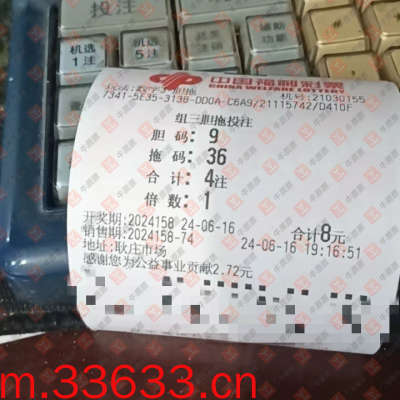 投注
机选
1注
机选
5注
中国福利彩票
CHINA WELFARE LOTTERY
机号:21030155
7341-5E35-313B-DD0A-C6A9/21115742/D410F
组三胆拖投注
胆码: 9
拖码: 36
合计: 4注
倍数: 1
开奖期:2024158 24-06-16 合计8元
销售期:2024158-74 24-06-16 19:16:51
地址:耿庄市场
感谢您为公益事业贡献2.72元
m.33633.cn